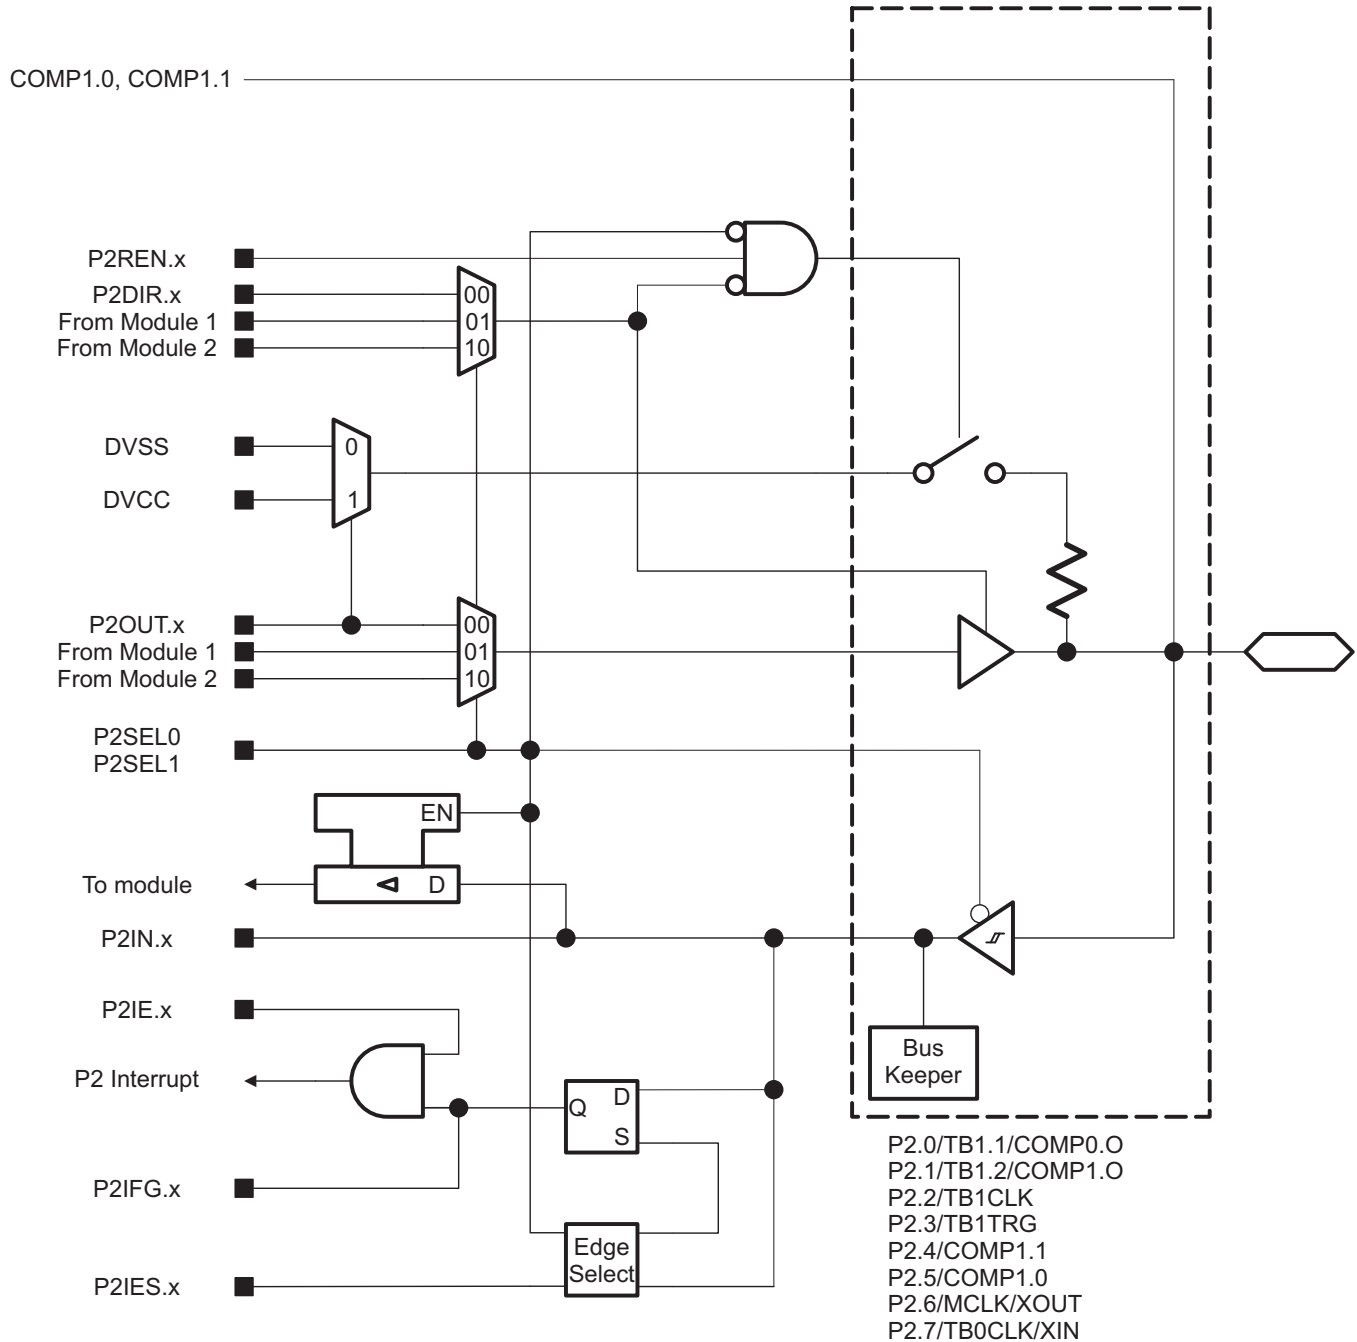 COMP1.0, COMP1.1
P2REN.x
P2DIR.x
From Module 1
From Module 2
00
01
10
DVSS
DVCC
0
1
P2OUT.x
From Module 1
From Module 2
00
01
10
P2SEL0
P2SEL1
EN
To module
D
P2IN.x
P2IE.x
Bus
Keeper
P2 Interrupt
Q
D
S
P2IFG.x
Edge
Select
P2IES.x
P2.0/TB1.1/COMP0.O
P2.1/TB1.2/COMP1.O
P2.2/TB1CLK
P2.3/TB1TRG
P2.4/COMP1.1
P2.5/COMP1.0
P2.6/MCLK/XOUT
P2.7/TB0CLK/XIN